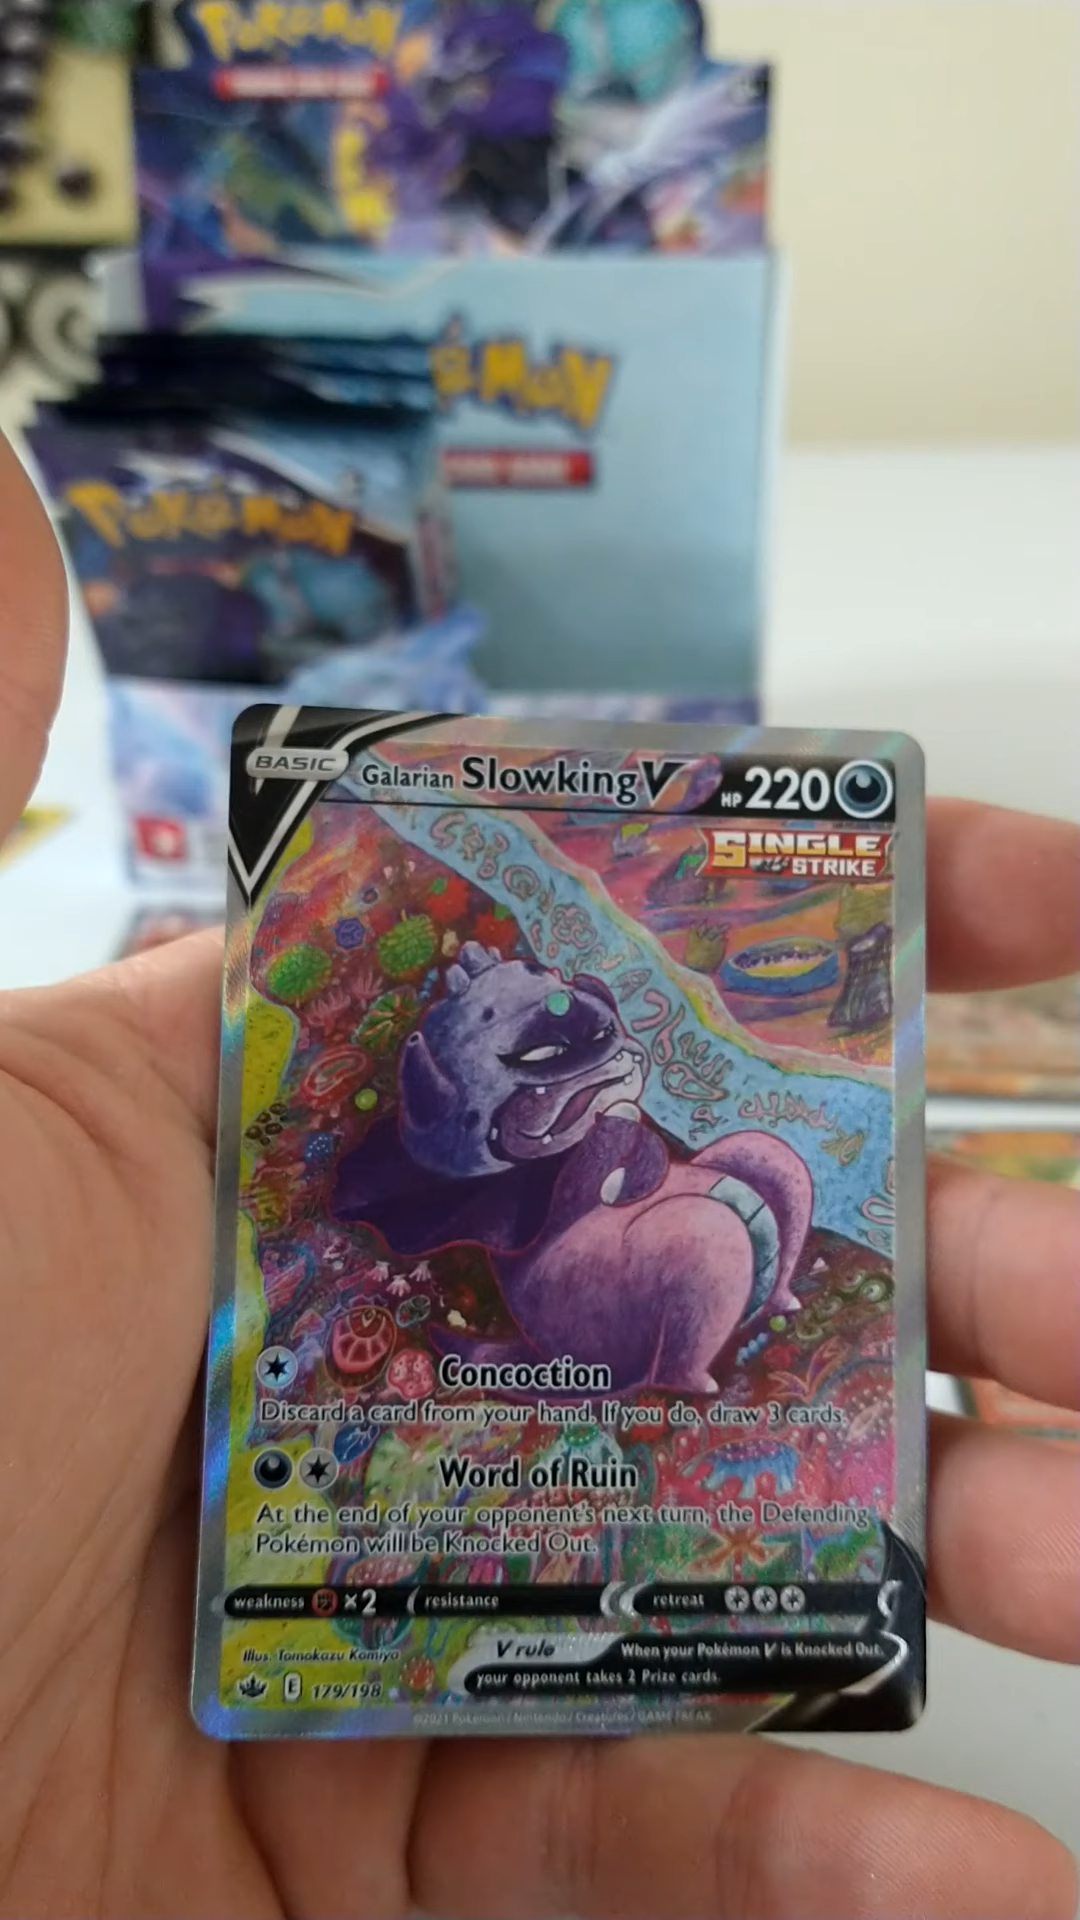 Pokémon
Pokémon
Pokémon
BASIC
Galarian Slowking V
HP 220
SINGLE
STRIKE
Concoction
Discard a card from your hand. If you do, draw 3 cards.
Word of Ruin
At the end of your opponent's next turn, the Defending
Pokémon will be Knocked Out.
weakness ×2 resistance retreat
Illus. Tomokazu Komiya
V rule
When your Pokémon V is Knocked Out,
your opponent takes 2 Prize cards.
E 179/198
©2021 Pokémon / Nintendo / Creatures / GAME FREAK